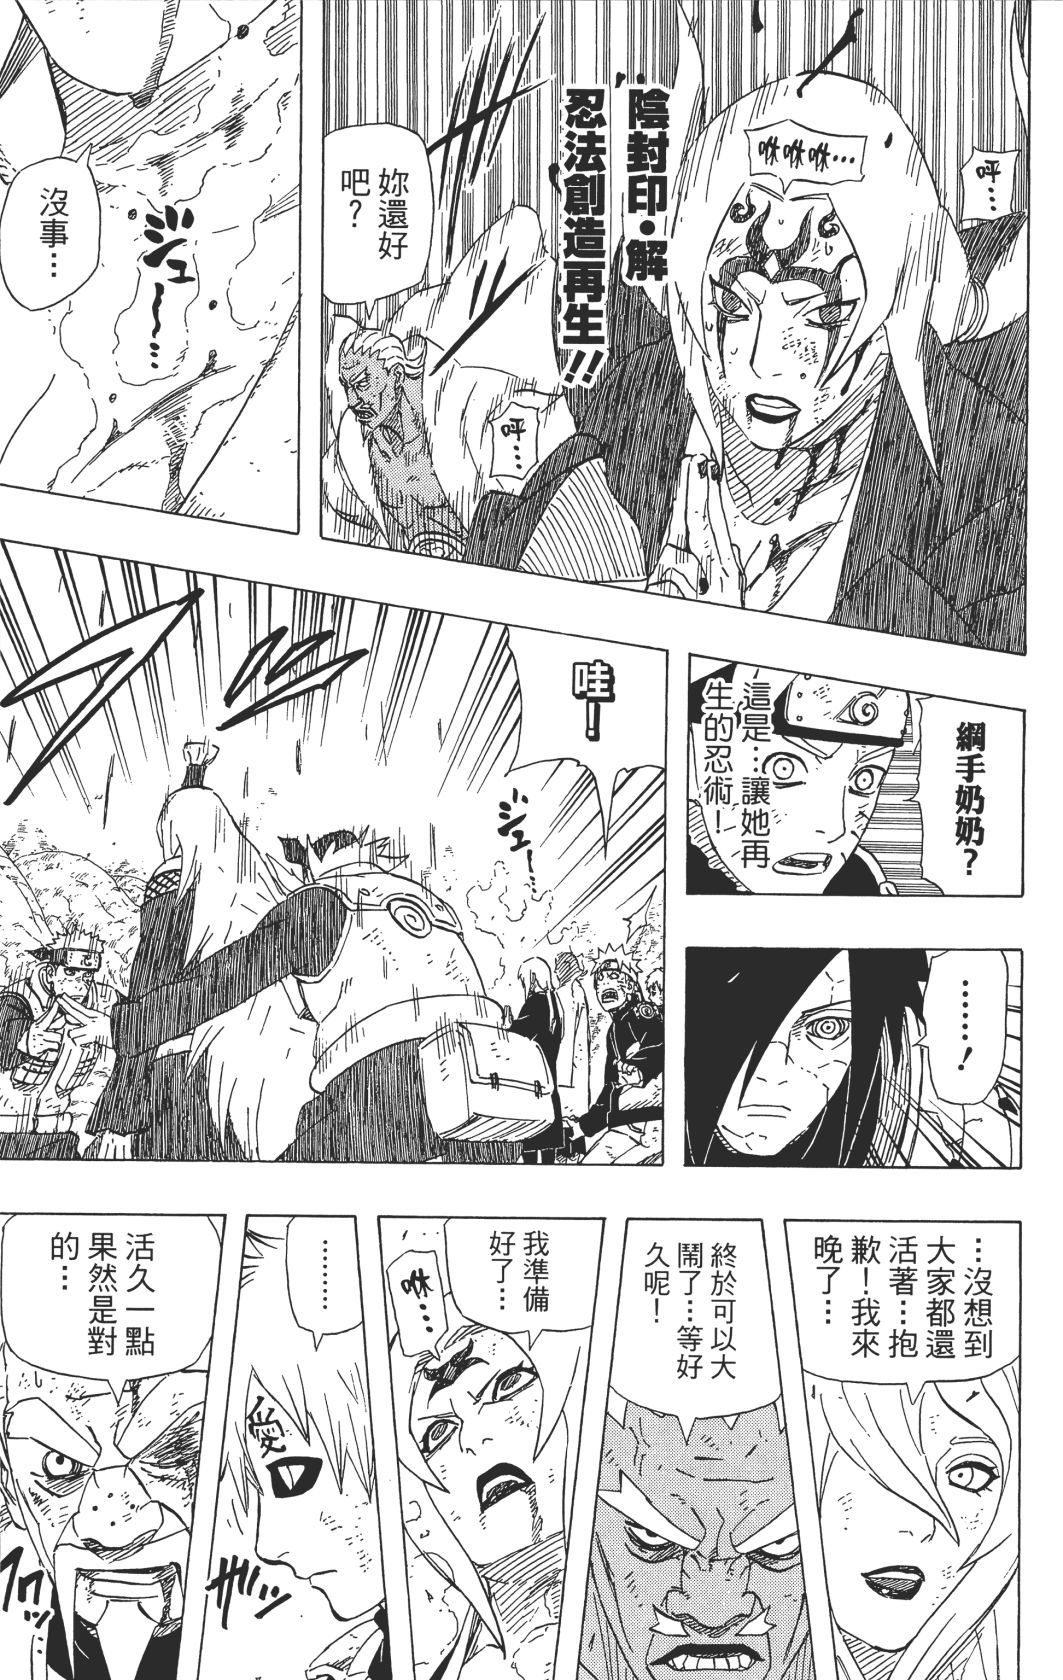 呼…
咻咻咻…
陰封印・解
忍法創造再生!!
呼…
妳還好
吧？
沒事…
ジュー…
綱手奶奶？
這是…讓她再
生的忍術！
哇！
ジュー…
……！
…沒想到
大家都還
活著…抱
歉！我來
晚了…
終於可以大
鬧了…等好
久呢！
我準備
好了…
咻…
………
愛
活久一點
果然是對
的…